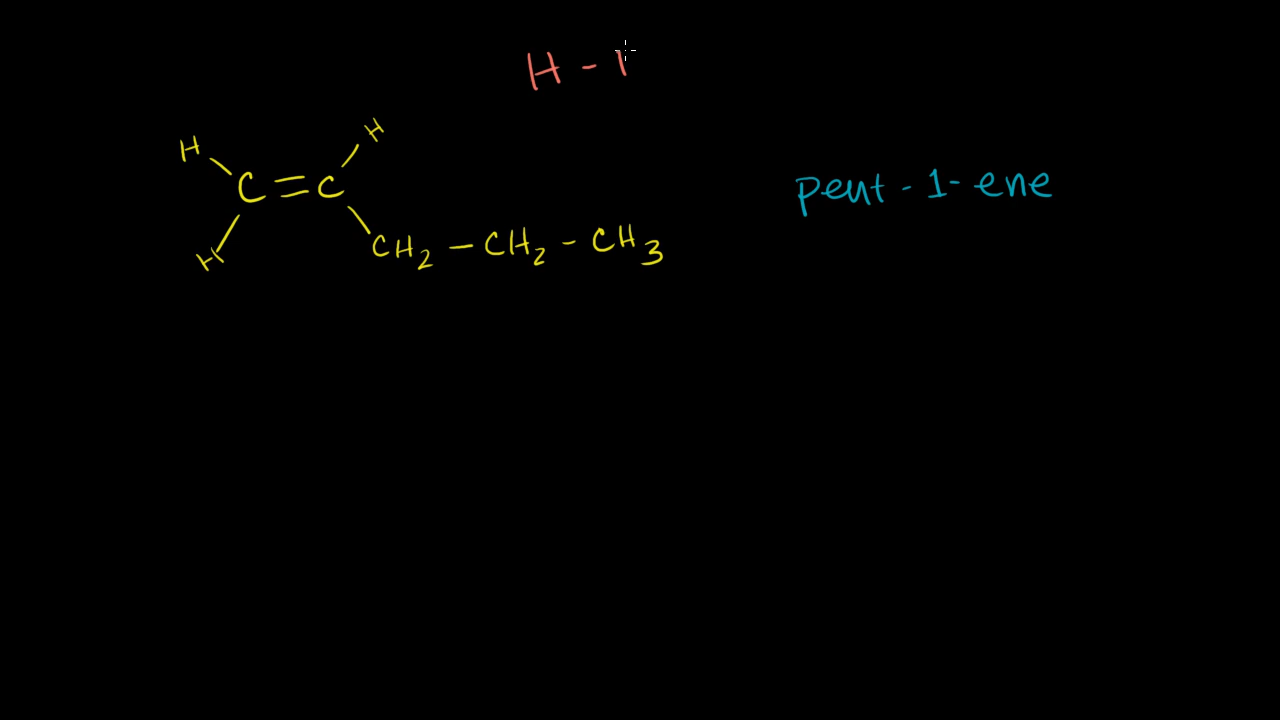 H -
H H
C = C
H
CH2 - CH2 - CH3
pent - 1 - ene